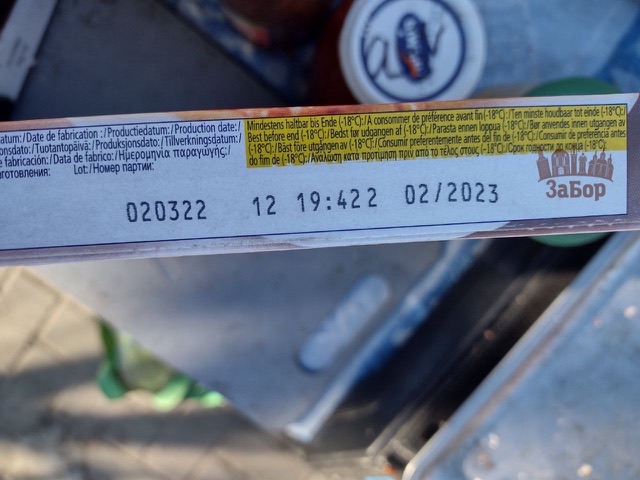 atum:/Date de fabrication :/Productiedatum:/Production date:/
onsdato:/Tuotantopäivä:/Produksjonsdato:/Tillverkningsdatum:/
de fabricación:/Data de fabrico:/Ημερομηνία παραγωγής:/
готовления: Lot:/Номер партии:
Mindestens haltbar bis Ende (-18°C):/A consommer de préférence avant fin(-18°C):/Ten minste houdbaar tot ende (-18°C):/
Best before end (-18°C):/Bedst før udgangen af (-18°C):/Parasta ennen loppua (-18°C):/Bør anvendes innen utgangen
(-18°C):/Bäst före utgången av (-18°C):/Consumir preferentemente antes del fin de (-18°C):/Consumir de preferência antes
do fim de (-18°C):/Ανάλωση κατά προτίμηση πριν από το τέλος στους (-18°C):/Срок годности до конца (-18°C):
020322 12 19:422 02/2023
ЗаБор